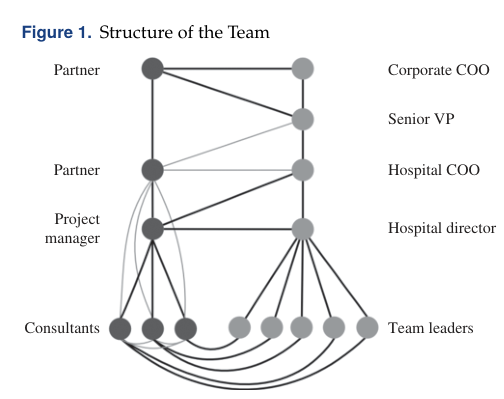 Figure 1. Structure of the Team
Partner
Corporate COO
Senior VP
Partner
Hospital COO
Project
manager
Hospital director
Consultants
Team leaders